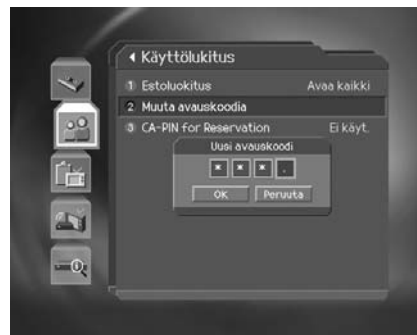 Käyttölukitus
1 Estoluokitus Avaa kaikki
2 Muuta avauskoodia
3 CA-PIN for Reservation Ei käyt.
Uusi avauskoodi
* * * .
OK Peruuta